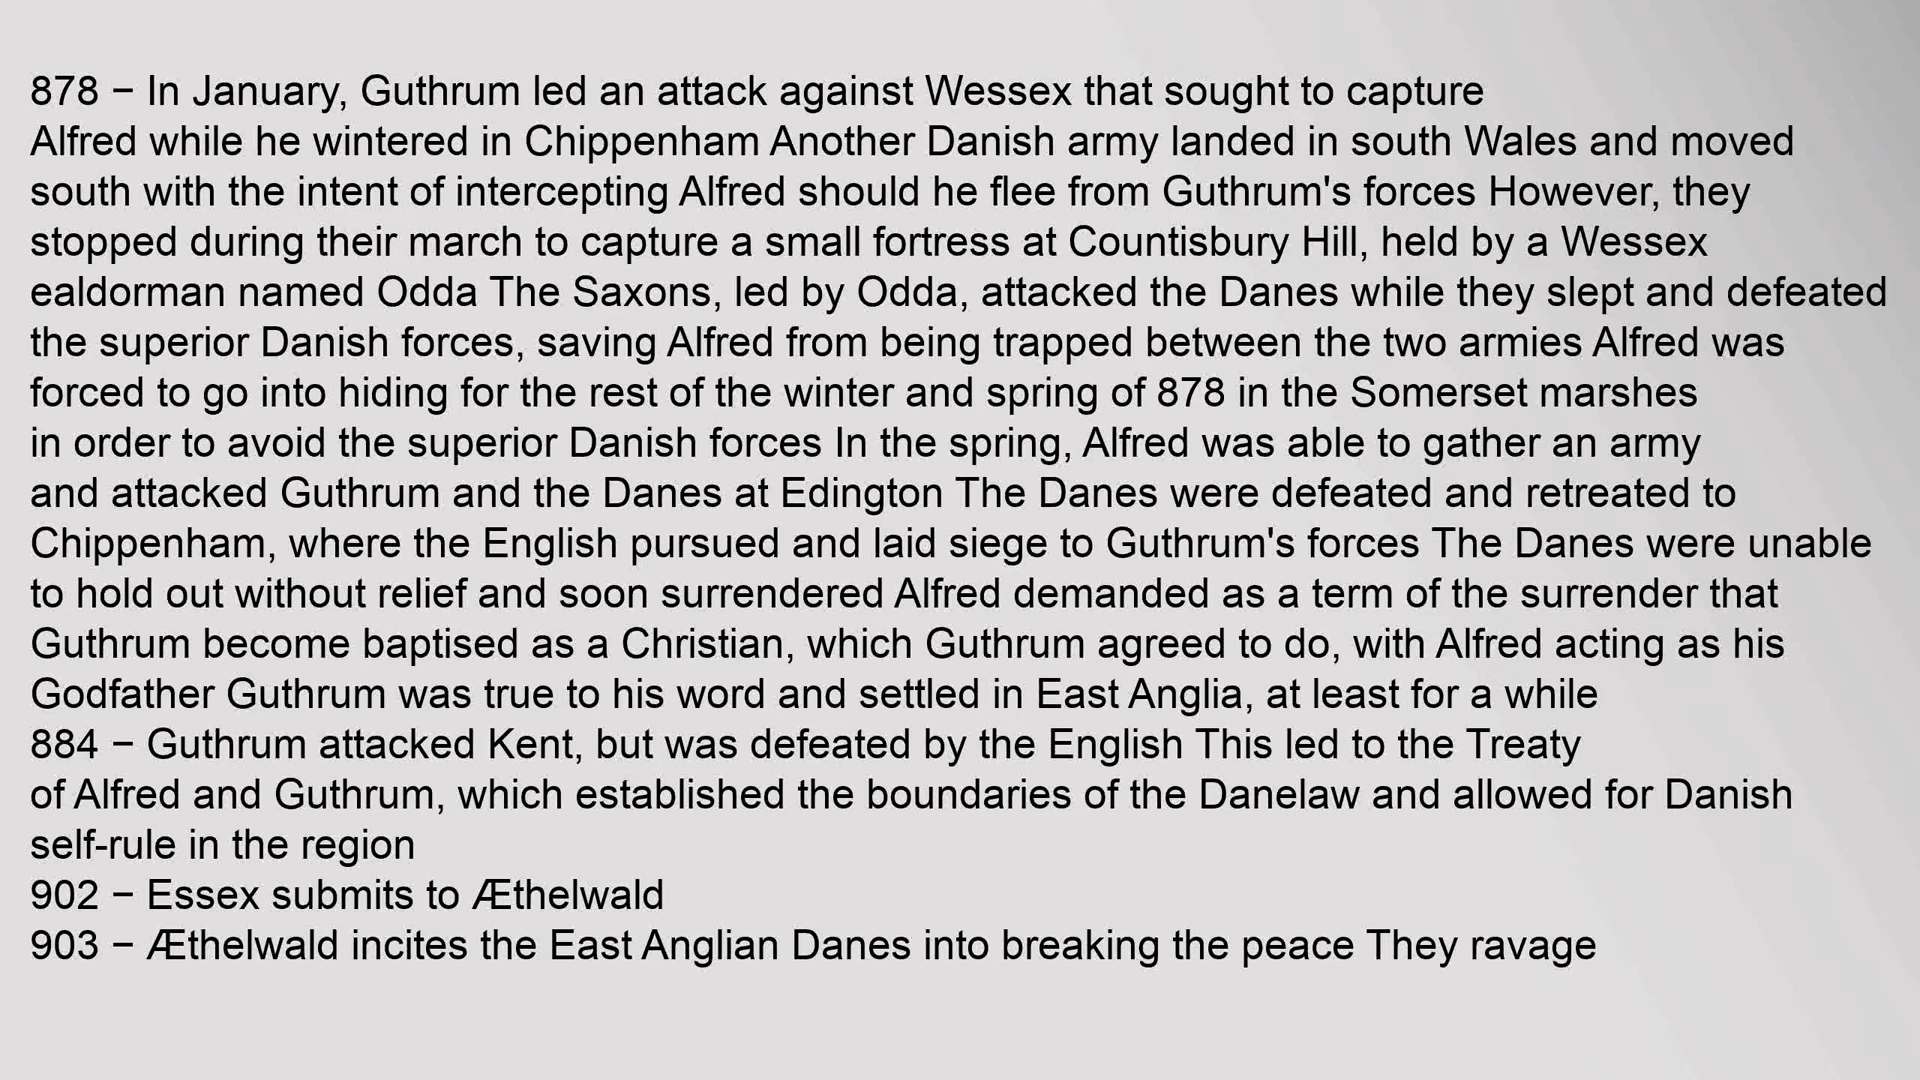 878 − In January, Guthrum led an attack against Wessex that sought to capture
Alfred while he wintered in Chippenham Another Danish army landed in south Wales and moved
south with the intent of intercepting Alfred should he flee from Guthrum's forces However, they
stopped during their march to capture a small fortress at Countisbury Hill, held by a Wessex
ealdorman named Odda The Saxons, led by Odda, attacked the Danes while they slept and defeated
the superior Danish forces, saving Alfred from being trapped between the two armies Alfred was
forced to go into hiding for the rest of the winter and spring of 878 in the Somerset marshes
in order to avoid the superior Danish forces In the spring, Alfred was able to gather an army
and attacked Guthrum and the Danes at Edington The Danes were defeated and retreated to
Chippenham, where the English pursued and laid siege to Guthrum's forces The Danes were unable
to hold out without relief and soon surrendered Alfred demanded as a term of the surrender that
Guthrum become baptised as a Christian, which Guthrum agreed to do, with Alfred acting as his
Godfather Guthrum was true to his word and settled in East Anglia, at least for a while
884 − Guthrum attacked Kent, but was defeated by the English This led to the Treaty
of Alfred and Guthrum, which established the boundaries of the Danelaw and allowed for Danish
self-rule in the region
902 − Essex submits to Æthelwald
903 − Æthelwald incites the East Anglian Danes into breaking the peace They ravage